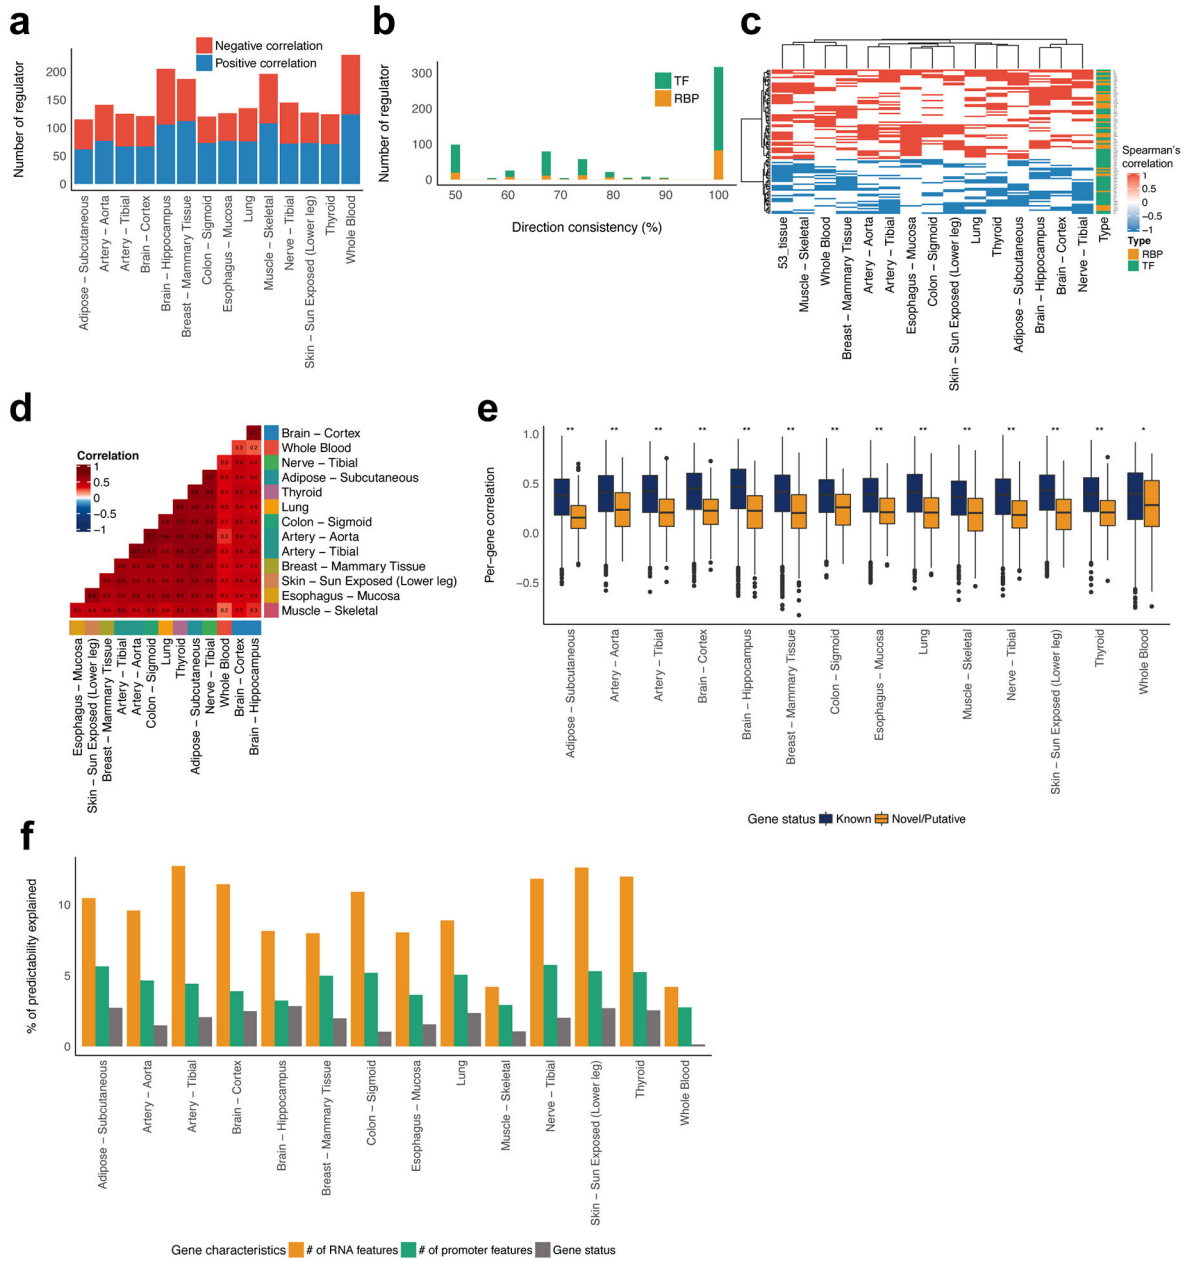 a
Negative correlation
Positive correlation
Number of regulator
200
150
100
50
0
Adipose − Subcutaneous
Artery − Aorta
Artery − Tibial
Brain − Cortex
Brain − Hippocampus
Breast − Mammary Tissue
Colon − Sigmoid
Esophagus − Mucosa
Lung
Muscle − Skeletal
Nerve − Tibial
Skin − Sun Exposed (Lower leg)
Thyroid
Whole Blood
b
Number of regulator
300
200
100
0
TF
RBP
50
60
70
80
90
100
Direction consistency (%)
c
53_tissue
Muscle − Skeletal
Whole Blood
Breast − Mammary Tissue
Artery − Aorta
Artery − Tibial
Esophagus − Mucosa
Colon − Sigmoid
Skin − Sun Exposed (Lower leg)
Lung
Thyroid
Adipose − Subcutaneous
Brain − Hippocampus
Brain − Cortex
Nerve − Tibial
Type
Spearman's
correlation
1
0.5
0
−0.5
−1
Type
RBP
TF
d
Correlation
1
0.5
0
−0.5
−1
Brain − Cortex
Whole Blood
Nerve − Tibial
Adipose − Subcutaneous
Thyroid
Lung
Colon − Sigmoid
Artery − Aorta
Artery − Tibial
Breast − Mammary Tissue
Skin − Sun Exposed (Lower leg)
Esophagus − Mucosa
Muscle − Skeletal
Esophagus − Mucosa
Skin − Sun Exposed (Lower leg)
Breast − Mammary Tissue
Artery − Tibial
Artery − Aorta
Colon − Sigmoid
Lung
Thyroid
Adipose − Subcutaneous
Nerve − Tibial
Whole Blood
Brain − Cortex
Brain − Hippocampus
e
Per−gene correlation
1.0
0.5
0.0
−0.5
** ** ** ** ** ** ** ** ** ** ** ** ** *
Adipose − Subcutaneous
Artery − Aorta
Artery − Tibial
Brain − Cortex
Brain − Hippocampus
Breast − Mammary Tissue
Colon − Sigmoid
Esophagus − Mucosa
Lung
Muscle − Skeletal
Nerve − Tibial
Skin − Sun Exposed (Lower leg)
Thyroid
Whole Blood
Gene status Known Novel/Putative
f
% of predictability explained
10
5
0
Adipose − Subcutaneous
Artery − Aorta
Artery − Tibial
Brain − Cortex
Brain − Hippocampus
Breast − Mammary Tissue
Colon − Sigmoid
Esophagus − Mucosa
Lung
Muscle − Skeletal
Nerve − Tibial
Skin − Sun Exposed (Lower leg)
Thyroid
Whole Blood
Gene characteristics # of RNA features # of promoter features Gene status